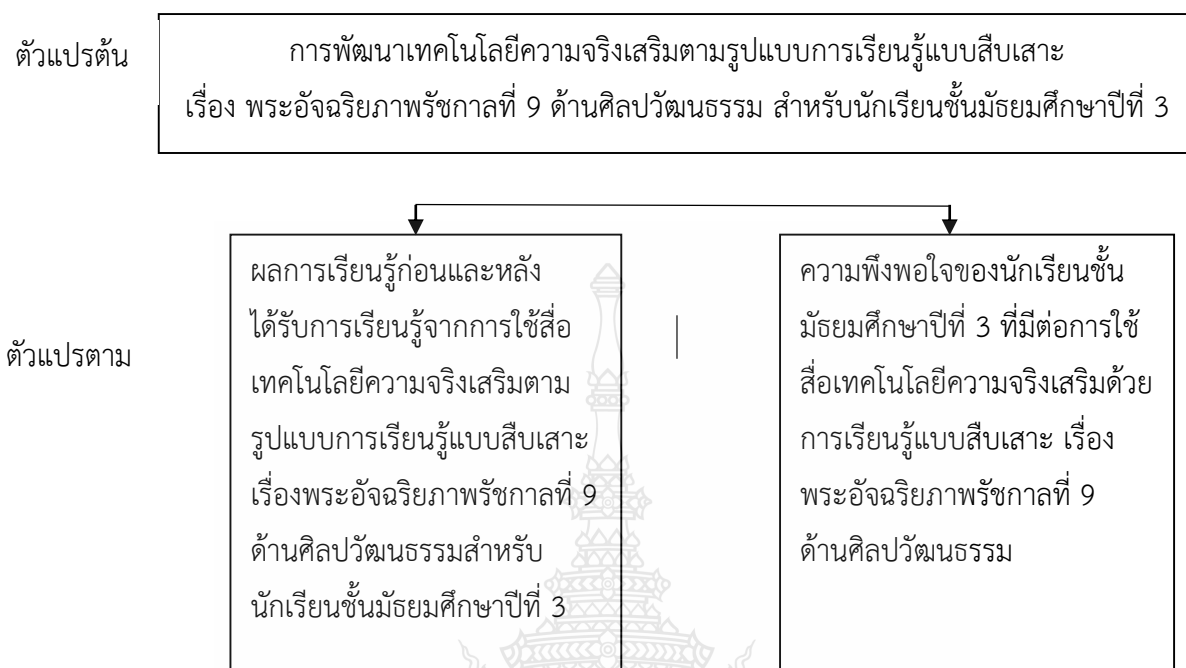 ตัวแปรต้น
การพัฒนาเทคโนโลยีความจริงเสริมตามรูปแบบการเรียนรู้แบบสืบเสาะ
เรื่อง พระอัจฉริยภาพรัชกาลที่ 9 ด้านศิลปวัฒนธรรม สำหรับนักเรียนชั้นมัธยมศึกษาปีที่ 3
ตัวแปรตาม
ผลการเรียนรู้ก่อนและหลัง
ได้รับการเรียนรู้จากการใช้สื่อ
เทคโนโลยีความจริงเสริมตาม
รูปแบบการเรียนรู้แบบสืบเสาะ
เรื่องพระอัจฉริยภาพรัชกาลที่ 9
ด้านศิลปวัฒนธรรมสำหรับ
นักเรียนชั้นมัธยมศึกษาปีที่ 3
ความพึงพอใจของนักเรียนชั้น
มัธยมศึกษาปีที่ 3 ที่มีต่อการใช้
สื่อเทคโนโลยีความจริงเสริมด้วย
การเรียนรู้แบบสืบเสาะ เรื่อง
พระอัจฉริยภาพรัชกาลที่ 9
ด้านศิลปวัฒนธรรม